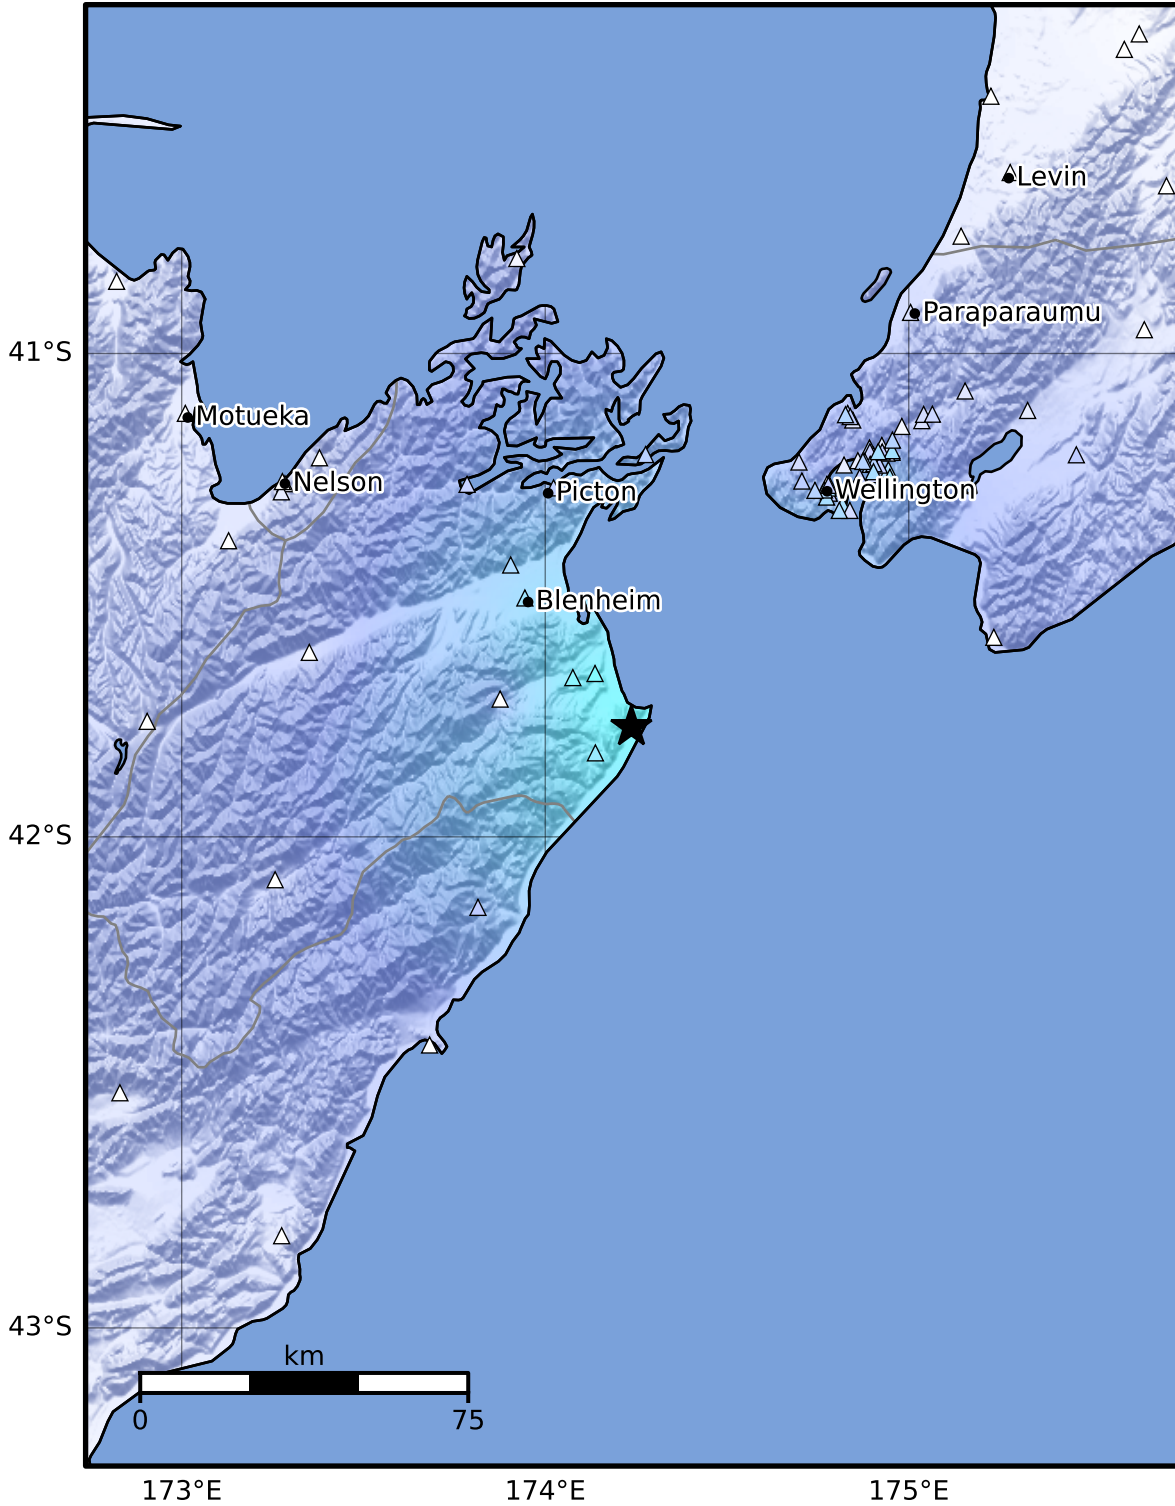 Levin
Paraparaumu
41°S
Motueka
Nelson
Picton
Wellington
Blenheim
42°S
43°S
km
0 75
173°E 174°E 175°E